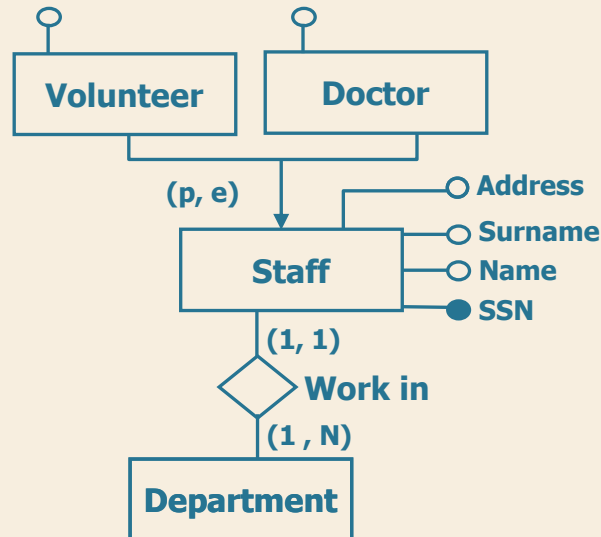 Volunteer
Doctor
(p, e)
Address
Surname
Name
SSN
Staff
(1, 1)
Work in
(1 , N)
Department